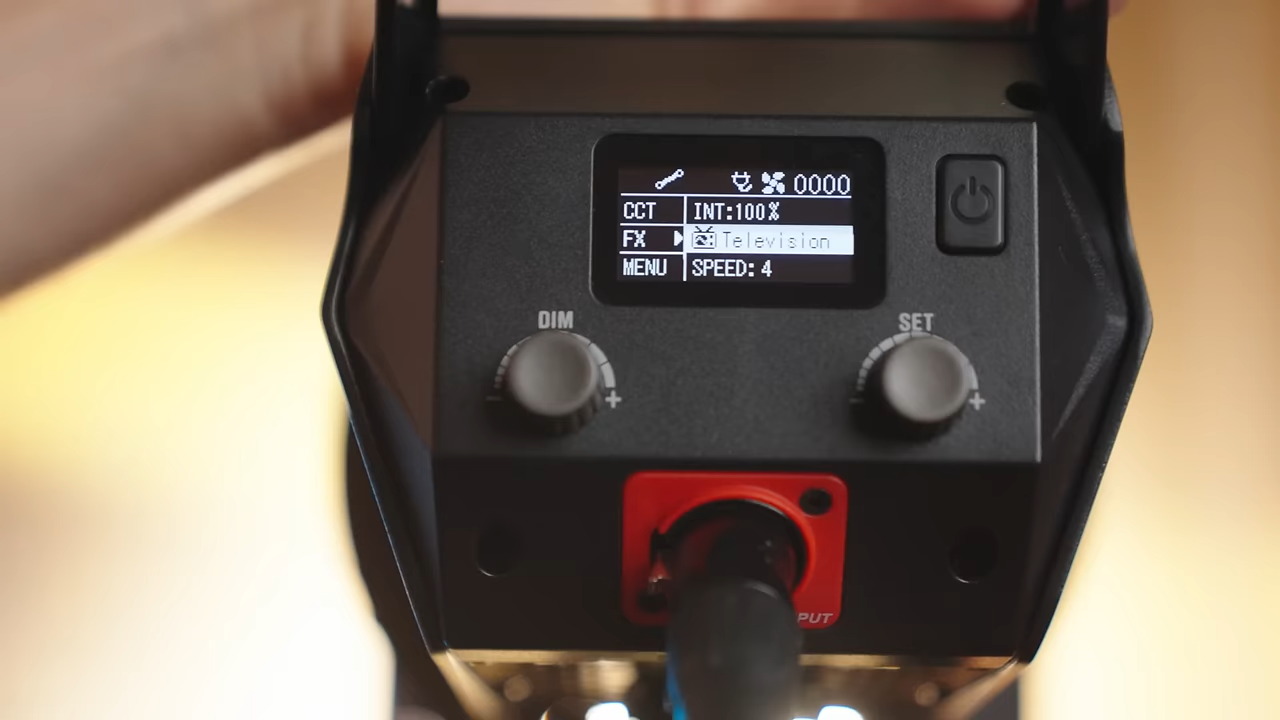 0000
CCT INT:100%
FX Television
MENU SPEED: 4
DIM SET
- + - +
PUT